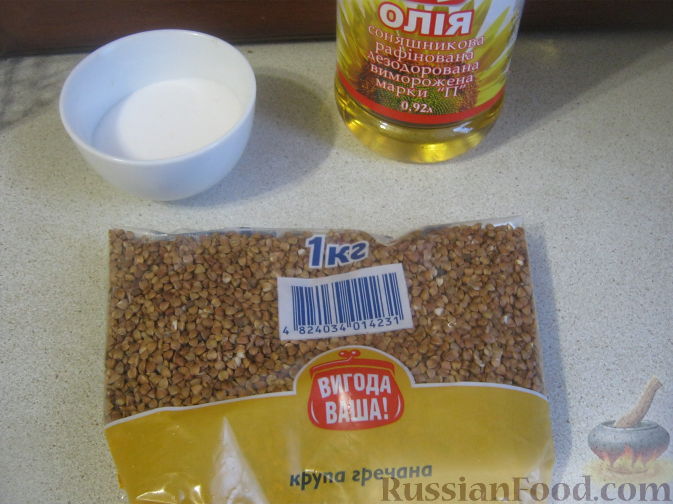 ОЛІЯ
соняшникова
рафінована
дезодорована
виморожена
марки "П"
0,92л
1кг
4 824034 014231
ВИГОДА
ВАША!
крупа гречана
RussianFood.com